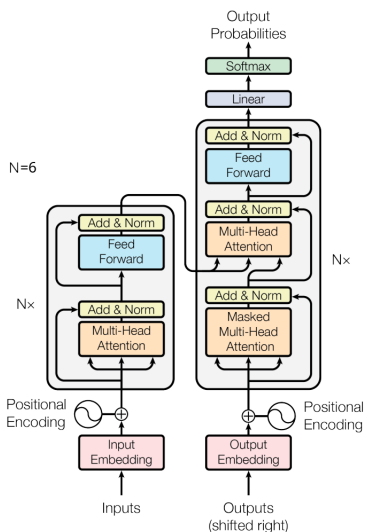 Output
Probabilities
Softmax
Linear
Add & Norm
Feed
Forward
Add & Norm
Multi-Head
Attention
Add & Norm
Masked
Multi-Head
Attention
N×
N=6
Add & Norm
Feed
Forward
Add & Norm
Multi-Head
Attention
N×
Positional
Encoding
Input
Embedding
Inputs
Positional
Encoding
Output
Embedding
Outputs
(shifted right)